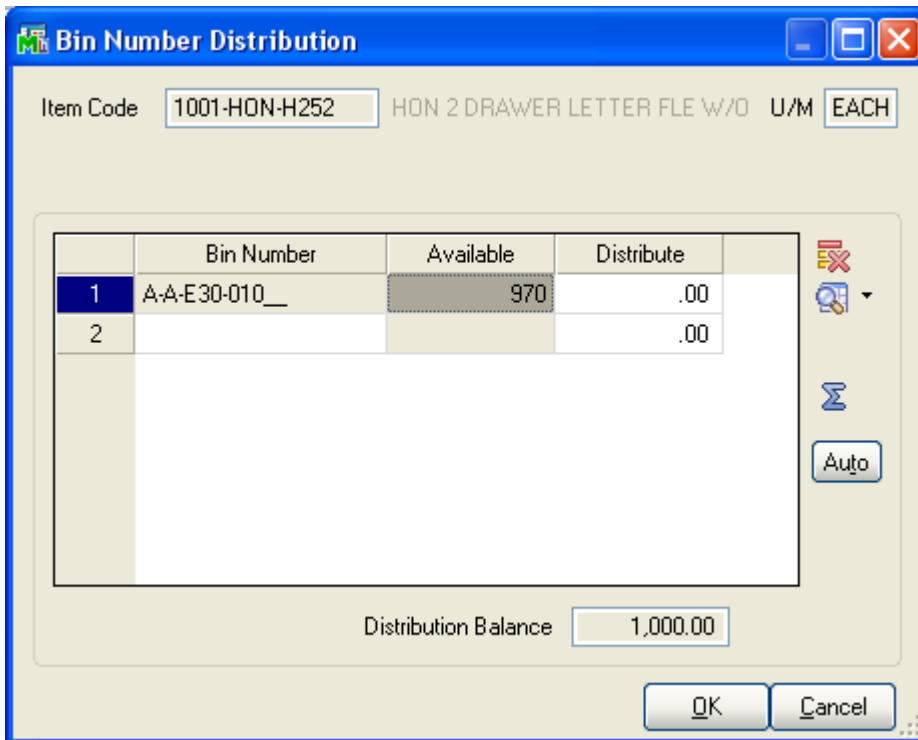 Bin Number Distribution
Item Code 1001-HON-H252 HON 2 DRAWER LETTER FLE W/O U/M EACH
Bin Number Available Distribute
1 A-A-E30-010__ 970 .00
2 .00
Σ
Auto
Distribution Balance 1,000.00
OK Cancel